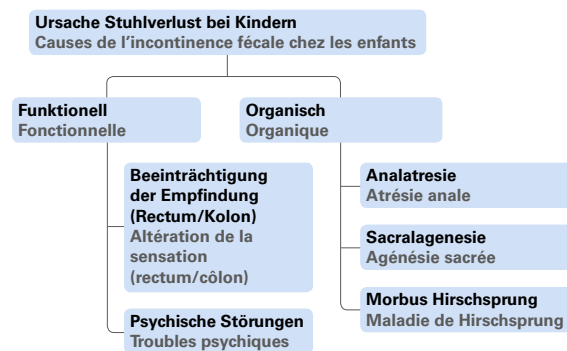 Ursache Stuhlverlust bei Kindern
Causes de l'incontinence fécale chez les enfants
Funktionell
Fonctionnelle
Organisch
Organique
Beeinträchtigung
der Empfindung
(Rectum/Kolon)
Altération de la
sensation
(rectum/côlon)
Psychische Störungen
Troubles psychiques
Analatresie
Atrésie anale
Sacralagenesie
Agénésie sacrée
Morbus Hirschsprung
Maladie de Hirschsprung